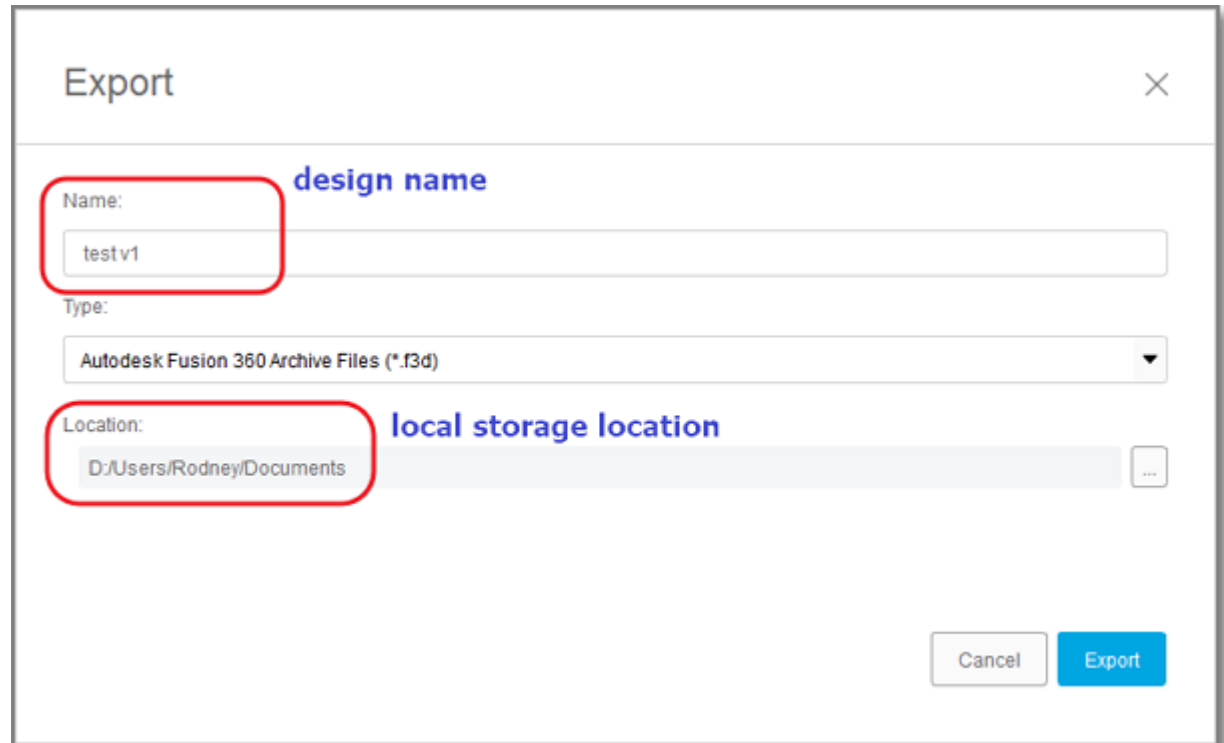 Export
design name
Name:
test v1
Type:
Autodesk Fusion 360 Archive Files (*.f3d)
Location:
local storage location
D:/Users/Rodney/Documents
...
Cancel
Export